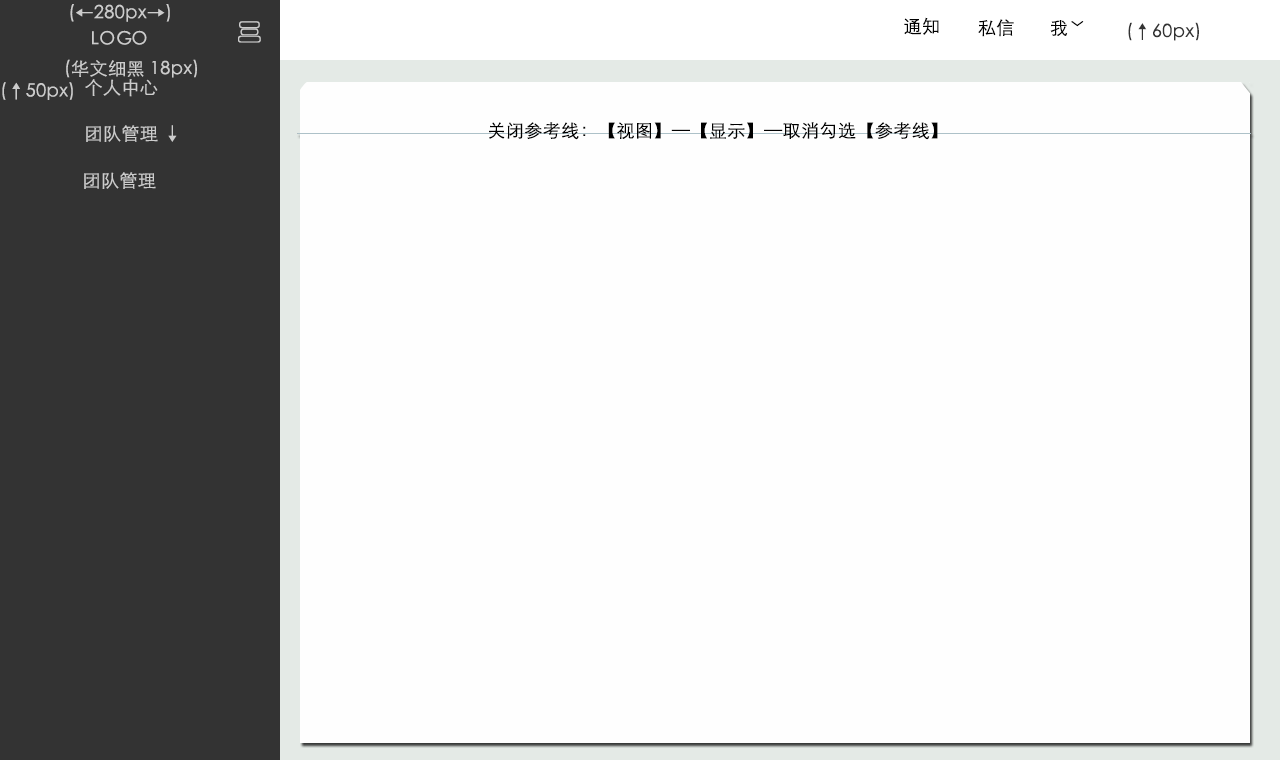 (←280px→)
LOGO
(华文细黑 18px)
(↑50px) 个人中心
团队管理 ↓
团队管理
通知 私信 我 (↑60px)
关闭参考线：【视图】—【显示】—取消勾选【参考线】